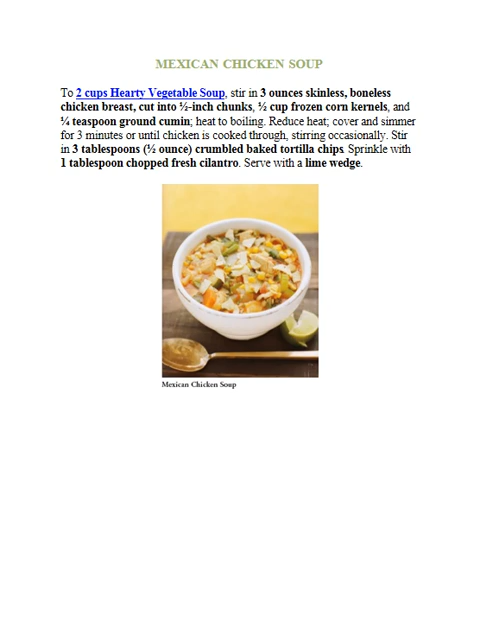 MEXICAN CHICKEN SOUP
To 2 cups Hearty Vegetable Soup, stir in 3 ounces skinless, boneless
chicken breast, cut into ½-inch chunks, ½ cup frozen corn kernels, and
¼ teaspoon ground cumin; heat to boiling. Reduce heat; cover and simmer
for 3 minutes or until chicken is cooked through, stirring occasionally. Stir
in 3 tablespoons (½ ounce) crumbled baked tortilla chips. Sprinkle with
1 tablespoon chopped fresh cilantro. Serve with a lime wedge.
Mexican Chicken Soup